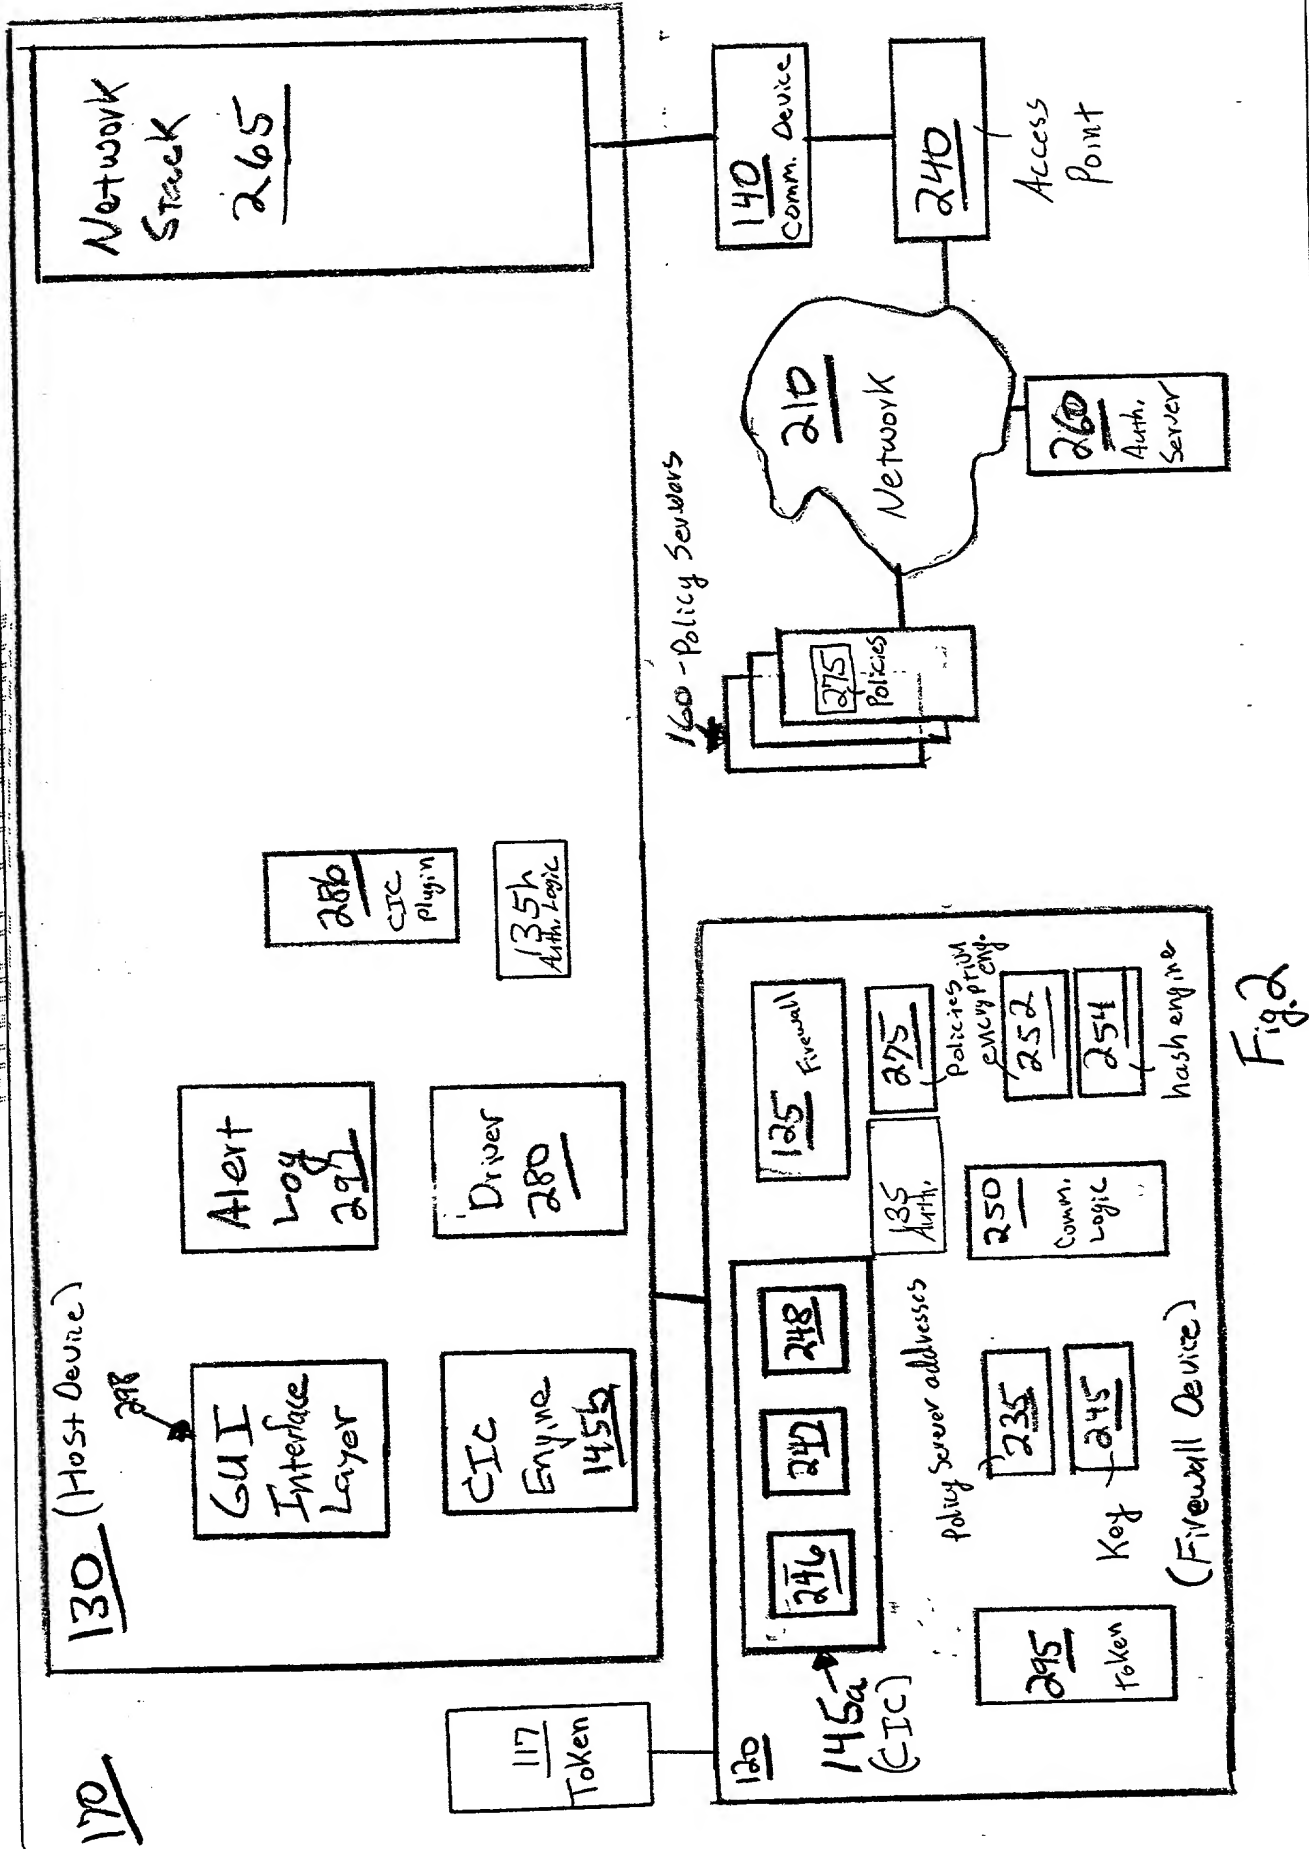 170
130 (Host Device)
298
GUI
Interface
Layer
Alert
Log
297
CIC
Engine
145b
Driver
280
286
CIC
Plugin
135h
Auth. Logic
Network
Stack
265
117
Token
120
145a
(CIC)
246
247
248
125 Firewall
135
Auth.
275
Policies
encryption
eng.
252
254
hash engine
250
Comm.
Logic
Policy Server addresses
235
Key
245
295
Token
(Firewall Device)
160 - Policy Servers
275
Policies
210
Network
260
Auth.
Server
140
Comm. Device
240
Access
Point
Fig. 2